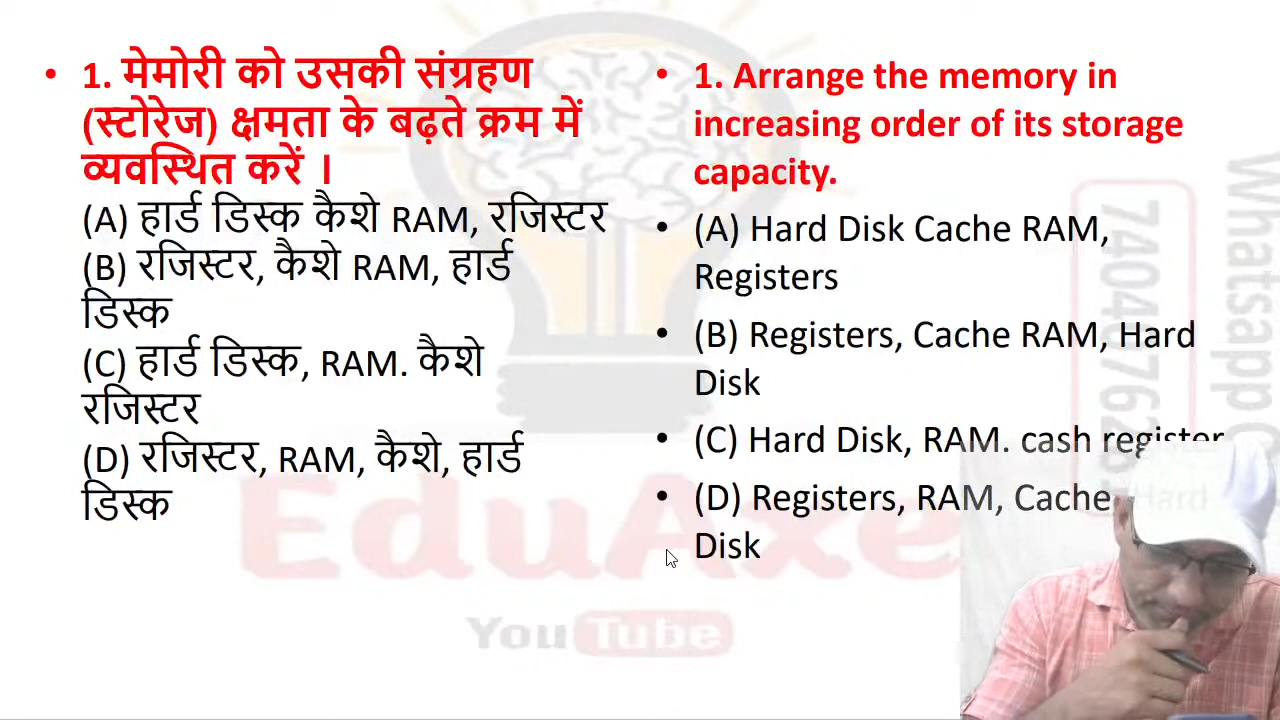 1. मेमोरी को उसकी संग्रहण
(स्टोरेज) क्षमता के बढ़ते क्रम में
व्यवस्थित करें ।
(A) हार्ड डिस्क कैशे RAM, रजिस्टर
(B) रजिस्टर, कैशे RAM, हार्ड
डिस्क
(C) हार्ड डिस्क, RAM. कैशे
रजिस्टर
(D) रजिस्टर, RAM, कैशे, हार्ड
डिस्क
1. Arrange the memory in
increasing order of its storage
capacity.
(A) Hard Disk Cache RAM,
Registers
(B) Registers, Cache RAM, Hard
Disk
(C) Hard Disk, RAM. cash register
(D) Registers, RAM, Cache, Hard
Disk
EduAxe
YouTube
Whatsapp